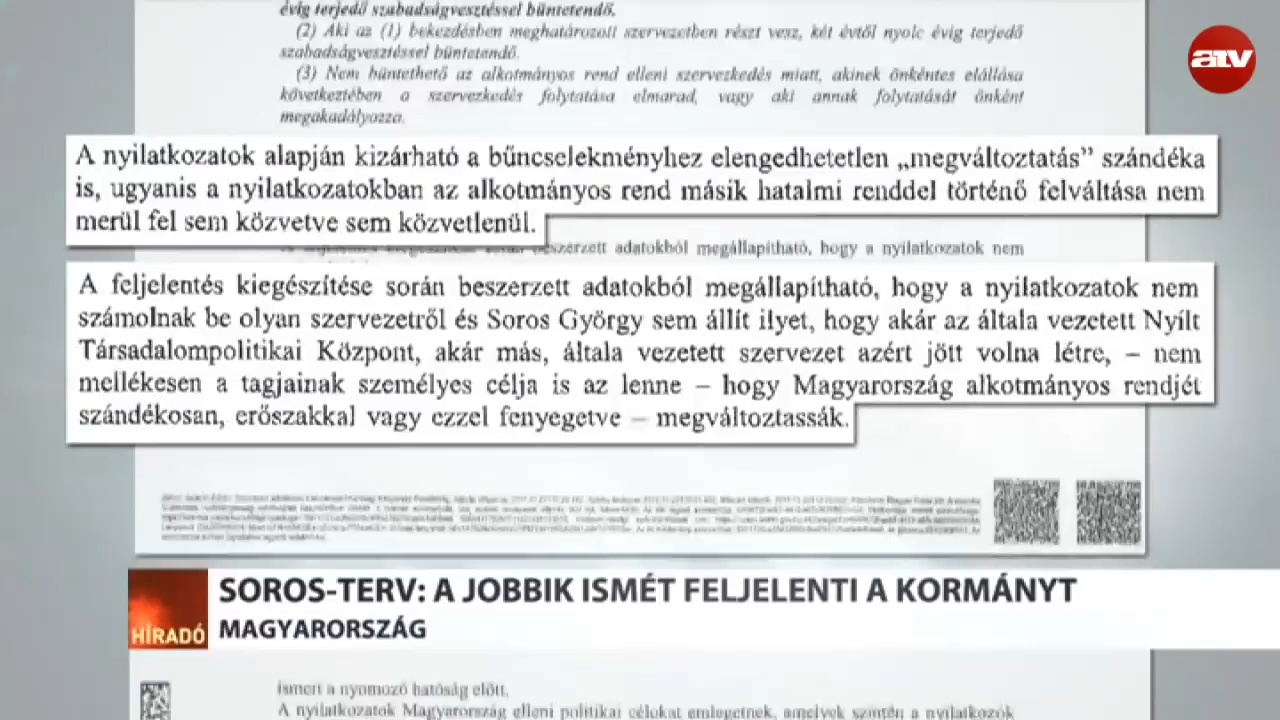 évig terjedő szabadságvesztéssel büntetendő.
(2) Aki az (1) bekezdésben meghatározott szervezetben részt vesz, két évtől nyolc évig terjedő
szabadságvesztéssel büntetendő.
(3) Nem büntethető az alkotmányos rend elleni szervezkedés miatt, akinek önkéntes elállása
következtében a szervezkedés folytatása elmarad, vagy aki annak folytatását önként
megakadályozza.
atv
A nyilatkozatok alapján kizárható a bűncselekményhez elengedhetetlen „megváltoztatás” szándéka
is, ugyanis a nyilatkozatokban az alkotmányos rend másik hatalmi renddel történő felváltása nem
merül fel sem közvetve sem közvetlenül.
beszerzett adatokból megállapítható, hogy a nyilatkozatok nem
A feljelentés kiegészítése során beszerzett adatokból megállapítható, hogy a nyilatkozatok nem
számolnak be olyan szervezetről és Soros György sem állít ilyet, hogy akár az általa vezetett Nyílt
Társadalompolitikai Központ, akár más, általa vezetett szervezet azért jött volna létre, – nem
mellékesen a tagjainak személyes célja is az lenne – hogy Magyarország alkotmányos rendjét
szándékosan, erőszakkal vagy ezzel fenyegetve – megváltoztassák.
HÍRADÓ
SOROS-TERV: A JOBBIK ISMÉT FELJELENTI A KORMÁNYT
MAGYARORSZÁG
ismert a nyomozó hatóság előtt.
A nyilatkozatok Magyarország elleni politikai célokat emlegetnek, amelyek szintén a nyilatkozók